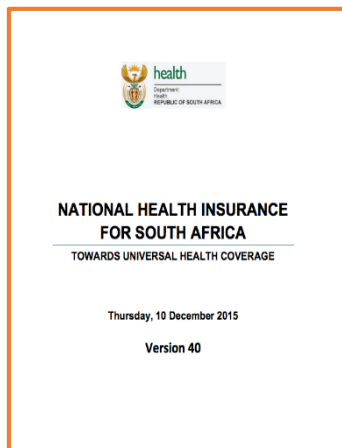 health
Department:
Health
REPUBLIC OF SOUTH AFRICA
NATIONAL HEALTH INSURANCE
FOR SOUTH AFRICA
TOWARDS UNIVERSAL HEALTH COVERAGE
Thursday, 10 December 2015
Version 40